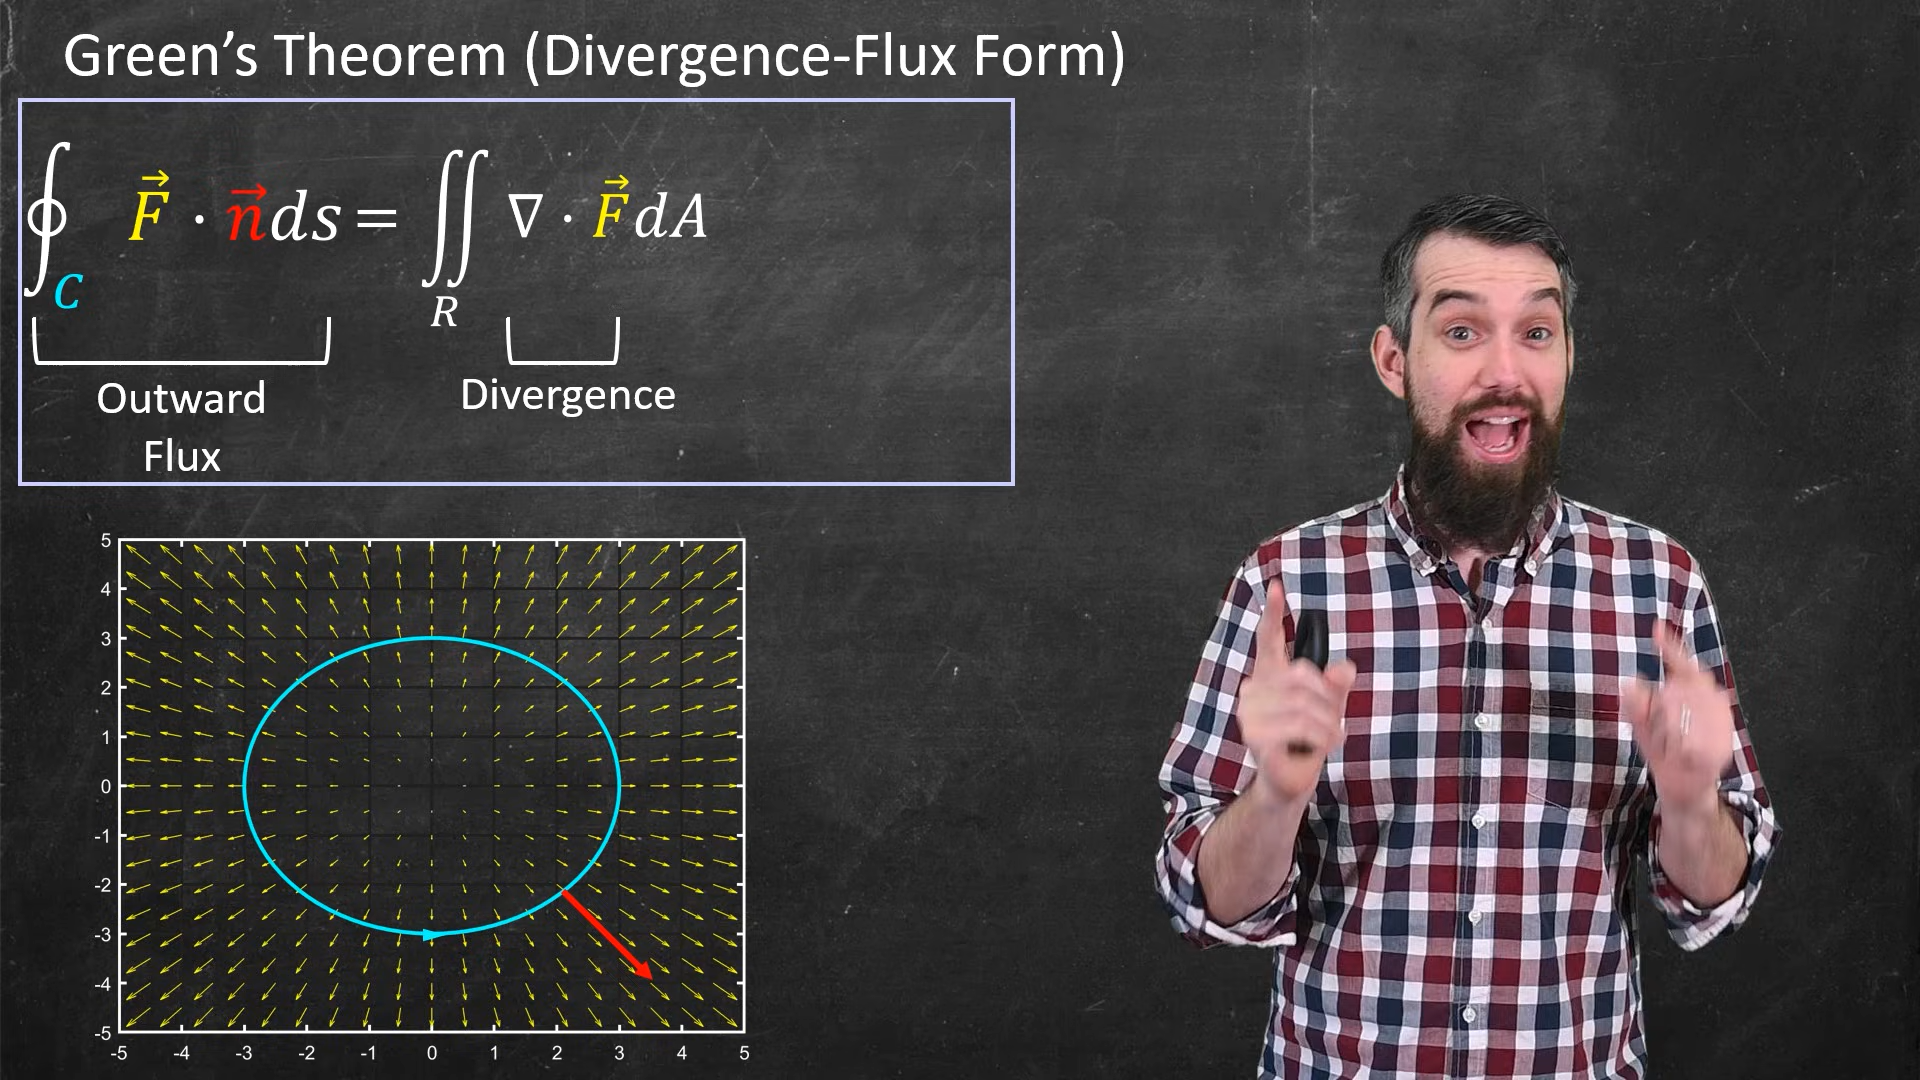 Green’s Theorem (Divergence-Flux Form)
∮_C F⃗ · n⃗ds = ∬_R ∇ · F⃗dA
Outward
Flux
Divergence
5
4
3
2
1
0
-1
-2
-3
-4
-5
-5 -4 -3 -2 -1 0 1 2 3 4 5